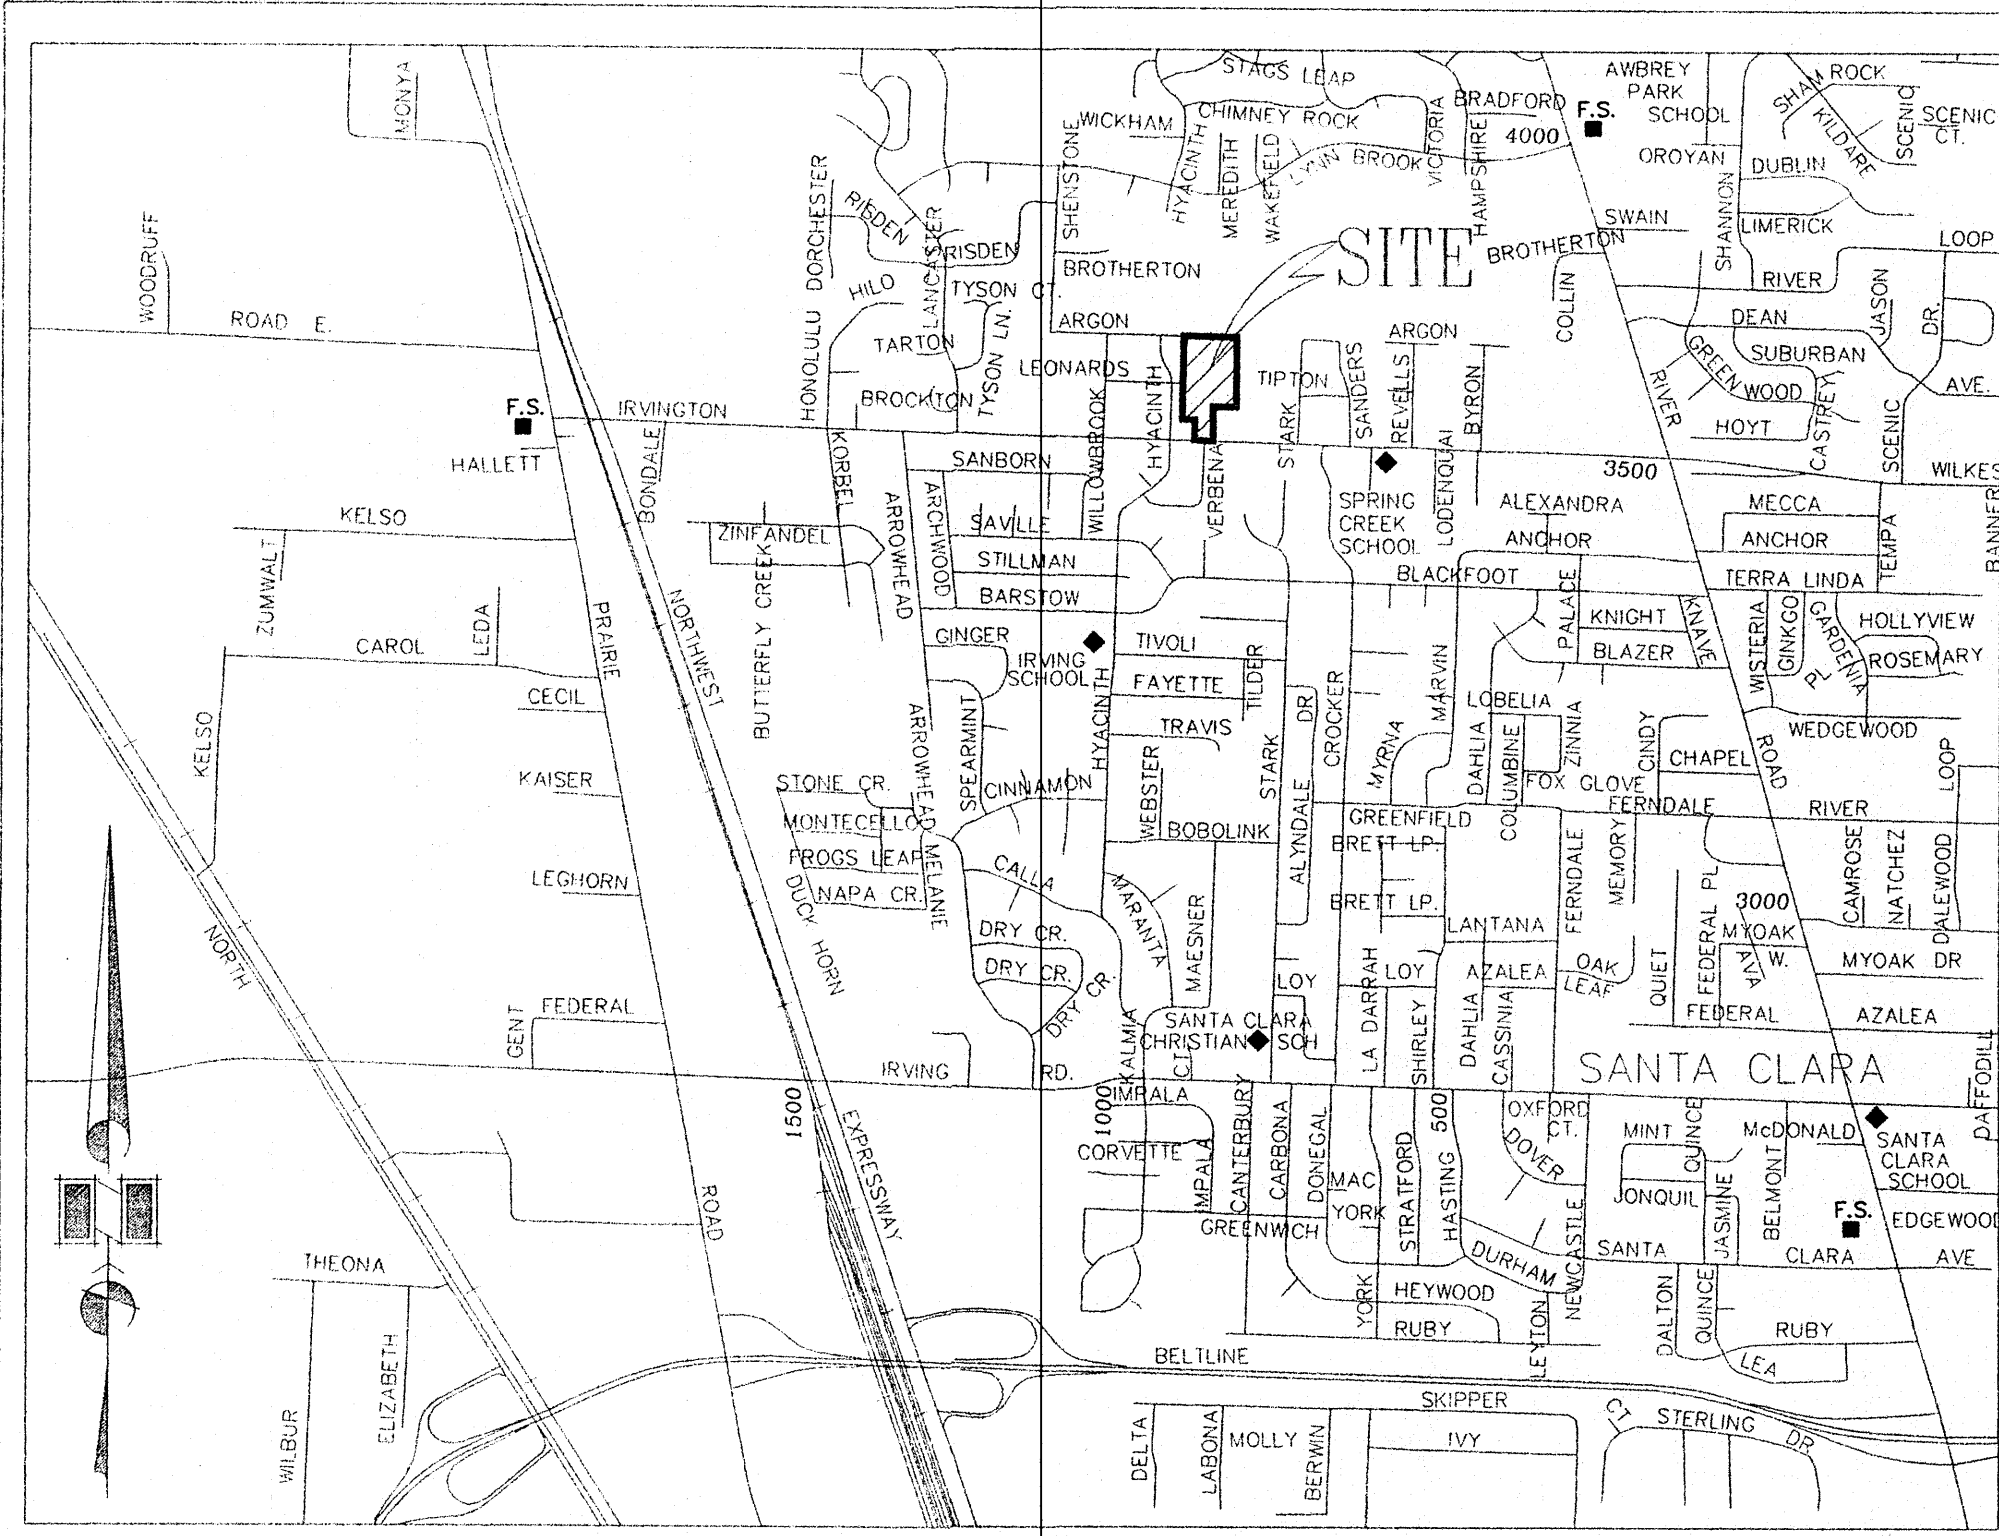 MONYA
STAGS LEAP
AWBREY
PARK
SCHOOL
SHAM ROCK
KILDARE
SCENIC
SCENIC
CT.
BRADFORD
F.S.
4000
WICKHAM
CHIMNEY ROCK
VICTORIA
HAMPSHIRE
SHENSTONE
HYACINTH
MEREDITH
WAKEFIELD
LYNN BROOK
OROYAN
DUBLIN
DORCHESTER
RISDEN
LANCASTER
RISDEN
SWAIN
SHANNON
LIMERICK
LOOP
WOODRUFF
SITE
BROTHERTON
BROTHERTON
COLLIN
RIVER
JASON
DR.
HILO
TYSON CT.
TYSON LN.
HONOLULU
ROAD E.
ARGON
ARGON
DEAN
SUBURBAN
TARTON
LEONARDS
TIPTON
SANDERS
REVELLS
BYRON
RIVER
GREEN WOOD
CASTREY
AVE.
BROCKTON
WILLOWBROOK
HYACINTH
STARK
HOYT
SCENIC
F.S.
IRVINGTON
HALLETT
BONDALE
KORBEL
SANBORN
VERBENA
LODENQUAI
3500
WILKES
KELSO
ZINFANDEL
ARROWHEAD
ARCHWOOD
SAVILLE
SPRING
CREEK
SCHOOL
ALEXANDRA
MECCA
ANCHOR
ANCHOR
TEMPA
BANNER
ZUMWALT
BUTTERFLY CREEK
STILLMAN
BLACKFOOT
TERRA LINDA
BARSTOW
PALACE
KNIGHT
KNAVE
WISTERIA
GINKGO
GARDENIA
PL
HOLLYVIEW
LEDA
PRAIRIE
NORTHWEST
CAROL
GINGER
IRVING
SCHOOL
TIVOLI
BLAZER
ROSEMARY
FAYETTE
TILDER
CECIL
ARROWHEAD
SPEARMINT
HYACINTH
TRAVIS
STARK
ALYNDALE
DR
CROCKER
MYRNA
MARVIN
LOBELIA
DAHLIA
COLUMBINE
ZINNIA
CINDY
CHAPEL
ROAD
WEDGEWOOD
LOOP
KELSO
KAISER
STONE CR.
CINNAMON
WEBSTER
FOX GLOVE
FERNDALE
RIVER
MONTECELLO
BOBOLINK
GREENFIELD
BRETT LP.
FROGS LEAP
MELANIE
CALLA
MARANTA
FERNDALE
MEMORY
CAMROSE
NATCHEZ
DALEWOOD
LEGHORN
DUCK HORN
NAPA CR.
BRETT LP.
FEDERAL PL
3000
NORTH
DRY CR.
MAESNER
LANTANA
MYOAK
W.
AVA
DRY CR.
DRY CR.
LOY
LA DARRAH
LOY
AZALEA
OAK
LEAF
QUIET
MYOAK DR
GENT
FEDERAL
KALMIA
SANTA CLARA
CHRISTIAN SCH
CT.
SHIRLEY
DAHLIA
CASSINIA
FEDERAL
AZALEA
IRVING RD.
SANTA CLARA
DAFFODIL
1500
1000
500
IMPALA
OXFORD
CT.
MINT
QUINCE
McDONALD
EXPRESSWAY
CORVETTE
IMPALA
CANTERBURY
CARBONA
DONEGAL
STRATFORD
HASTING
DOVER
JONQUIL
JASMINE
BELMONT
SANTA
CLARA
SCHOOL
MAC
YORK
ROAD
GREENWICH
F.S.
EDGEWOOD
DURHAM
NEWCASTLE
SANTA CLARA AVE
THEONA
YORK
HEYWOOD
LEYTON
DALTON
QUINCE
ELIZABETH
RUBY
RUBY
LEA
BELTLINE
WILBUR
SKIPPER
CT
STERLING DR
DELTA
LABONA
MOLLY
BERWIN
IVY